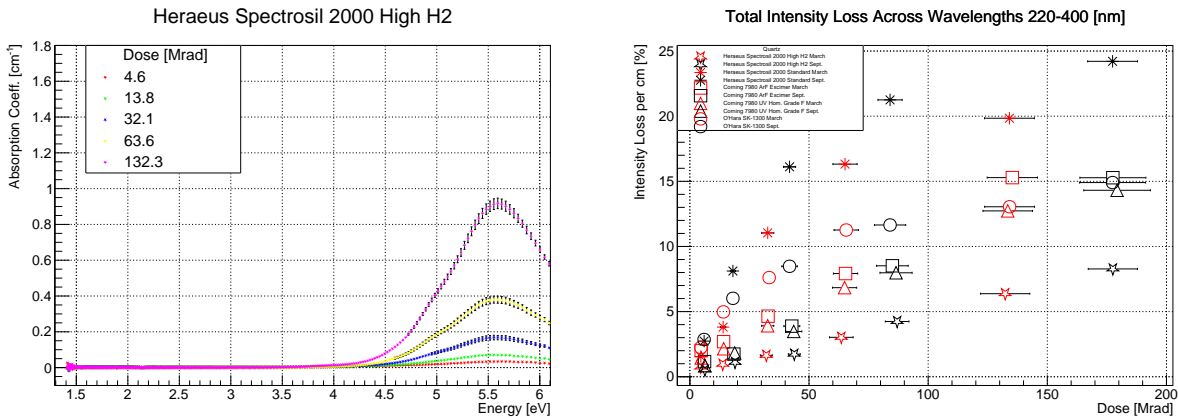 Heraeus Spectrosil 2000 High H2
Absorption Coeff. [cm-1]
1.8
1.6
1.4
1.2
1
0.8
0.6
0.4
0.2
0
Dose [Mrad]
4.6
13.8
32.1
63.6
132.3
1.5 2 2.5 3 3.5 4 4.5 5 5.5 6
Energy [eV]
Total Intensity Loss Across Wavelengths 220-400 [nm]
Intensity Loss per cm [%]
25
20
15
10
5
0
Quartz
Heraeus Spectrosil 2000 High H2 March
Heraeus Spectrosil 2000 High H2 Sept.
Heraeus Spectrosil 2000 Standard March
Heraeus Spectrosil 2000 Standard Sept.
Corning 7980 ArF Excimer March
Corning 7980 ArF Excimer Sept.
Corning 7980 UV Hom. Grade F March
Corning 7980 UV Hom. Grade F Sept.
O'Hara SK-1300 March
O'Hara SK-1300 Sept.
0 50 100 150 200
Dose [Mrad]